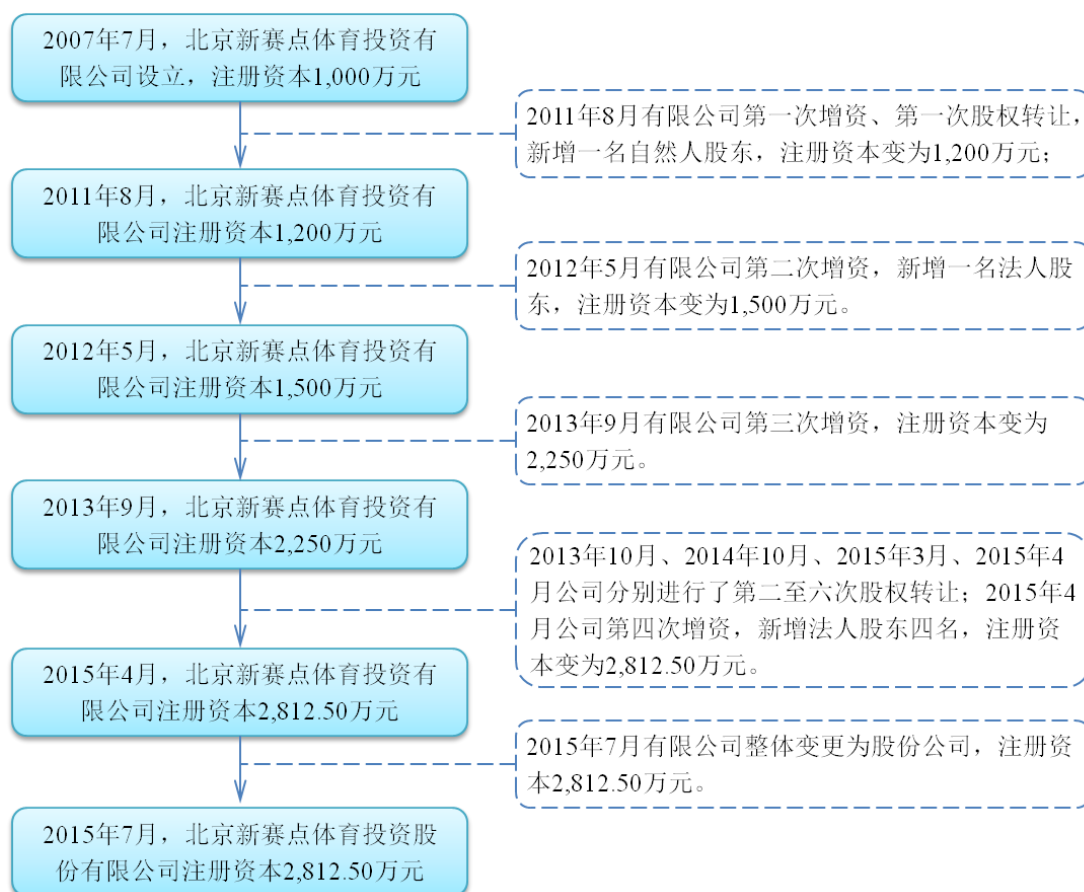 2007年7月，北京新赛点体育投资有
限公司设立，注册资本1,000万元
2011年8月有限公司第一次增资、第一次股权转让，
新增一名自然人股东，注册资本变为1,200万元；
2011年8月，北京新赛点体育投资有
限公司注册资本1,200万元
2012年5月有限公司第二次增资，新增一名法人股
东，注册资本变为1,500万元。
2012年5月，北京新赛点体育投资有
限公司注册资本1,500万元
2013年9月有限公司第三次增资，注册资本变为
2,250万元。
2013年9月，北京新赛点体育投资有
限公司注册资本2,250万元
2013年10月、2014年10月、2015年3月、2015年4
月公司分别进行了第二至六次股权转让；2015年4
月公司第四次增资，新增法人股东四名，注册资
本变为2,812.50万元。
2015年4月，北京新赛点体育投资有
限公司注册资本2,812.50万元
2015年7月有限公司整体变更为股份公司，注册资
本2,812.50万元。
2015年7月，北京新赛点体育投资股
份有限公司注册资本2,812.50万元